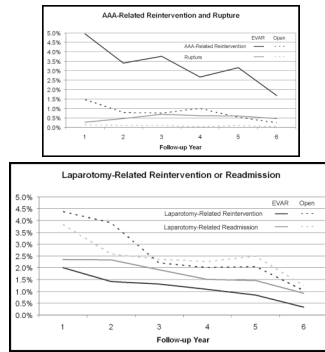 AAA-Related Reintervention and Rupture
EVAR Open
5.0%
4.5%
4.0%
3.5%
3.0%
2.5%
2.0%
1.5%
1.0%
0.5%
0.0%
AAA-Related Reintervention
Rupture
1 2 3 4 5 6
Follow-up Year
Laparotomy-Related Reintervention or Readmission
EVAR Open
5.0%
4.5%
4.0%
3.5%
3.0%
2.5%
2.0%
1.5%
1.0%
0.5%
0.0%
Laparotomy-Related Reintervention
Laparotomy-Related Readmission
1 2 3 4 5 6
Follow-up Year